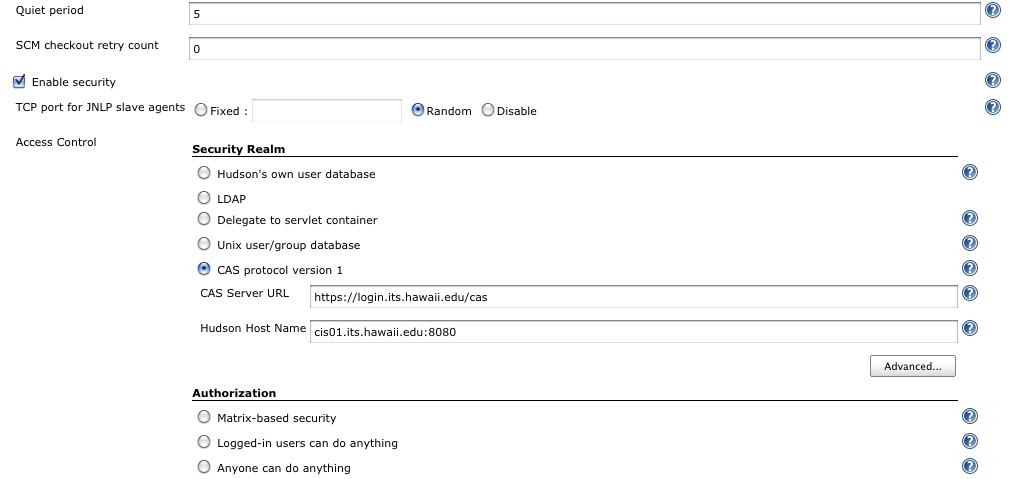 Quiet period
5
SCM checkout retry count
0
Enable security
TCP port for JNLP slave agents Fixed : Random Disable
Access Control
Security Realm
Hudson's own user database
LDAP
Delegate to servlet container
Unix user/group database
CAS protocol version 1
CAS Server URL https://login.its.hawaii.edu/cas
Hudson Host Name cis01.its.hawaii.edu:8080
Advanced...
Authorization
Matrix-based security
Logged-in users can do anything
Anyone can do anything